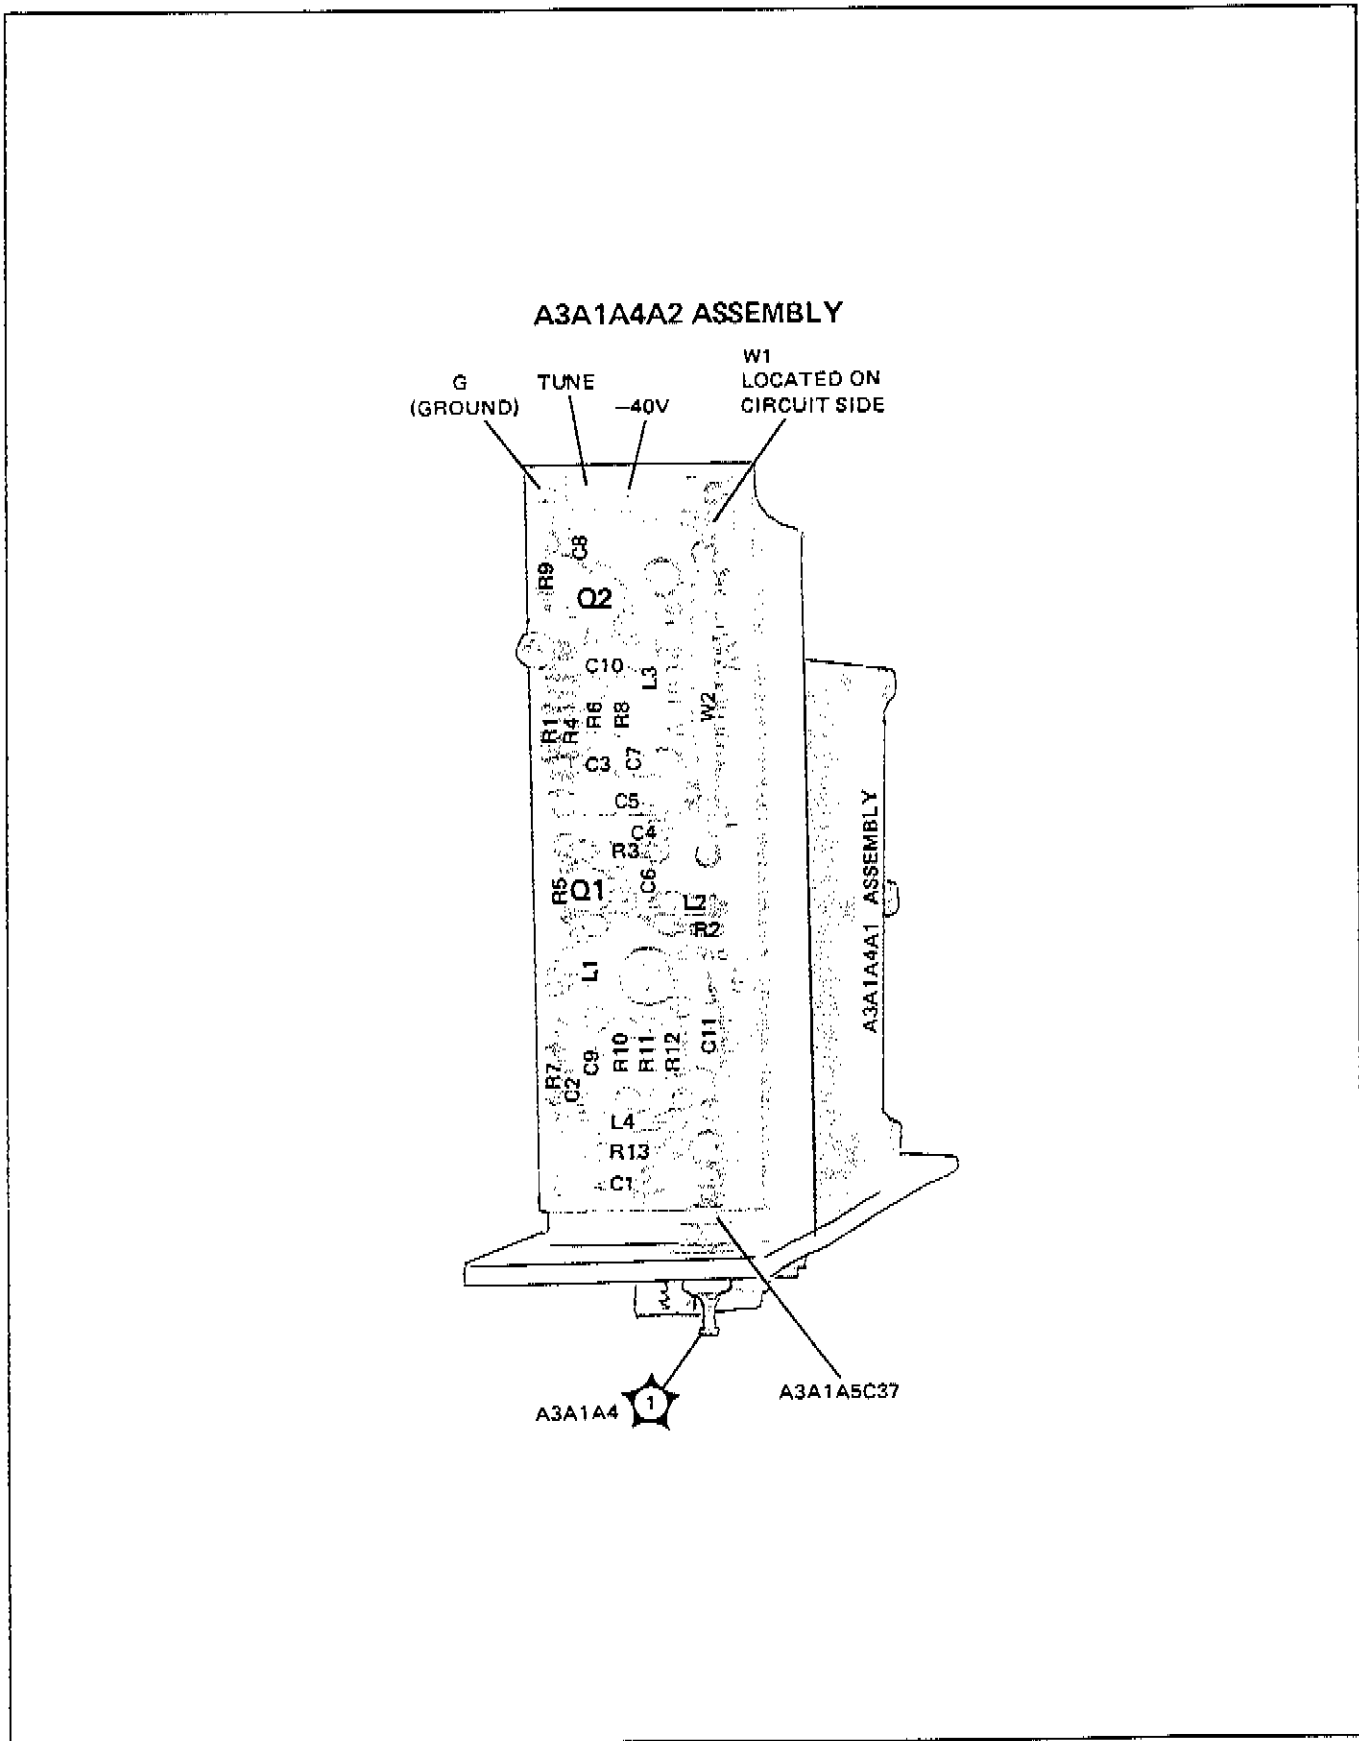 A3A1A4A2 ASSEMBLY
G
(GROUND)
TUNE
–40V
W1
LOCATED ON
CIRCUIT SIDE
C8
R9
Q2
C10
L3
R1
R4
R6
R8
W2
C3
C7
C5
C4
R3
R5
Q1
C6
L2
R2
L1
R7
C2
C9
R10
R11
R12
C11
L4
R13
C1
A3A1A4A1 ASSEMBLY
A3A1A4
1
A3A1A5C37